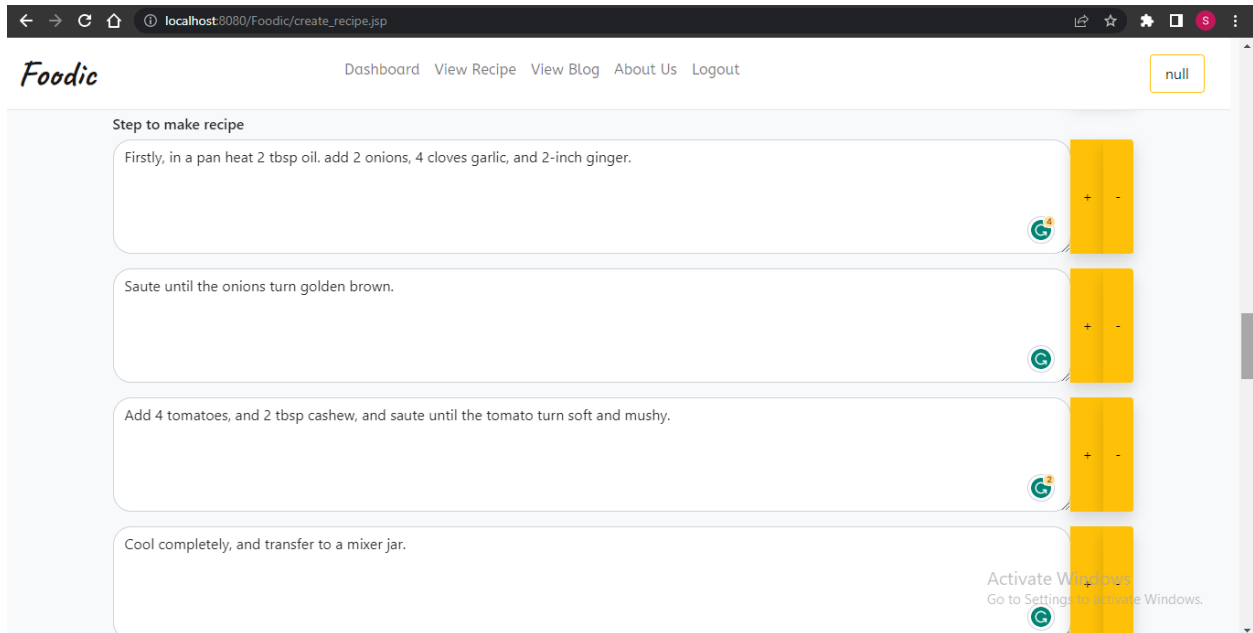 localhost:8080/Foodic/create_recipe.jsp
S
Foodic
Dashboard View Recipe View Blog About Us Logout
null
Step to make recipe
Firstly, in a pan heat 2 tbsp oil. add 2 onions, 4 cloves garlic, and 2-inch ginger.
+ -
4
Saute until the onions turn golden brown.
+ -
Add 4 tomatoes, and 2 tbsp cashew, and saute until the tomato turn soft and mushy.
+ -
2
Cool completely, and transfer to a mixer jar.
+ -
Activate Windows
Go to Settings to activate Windows.